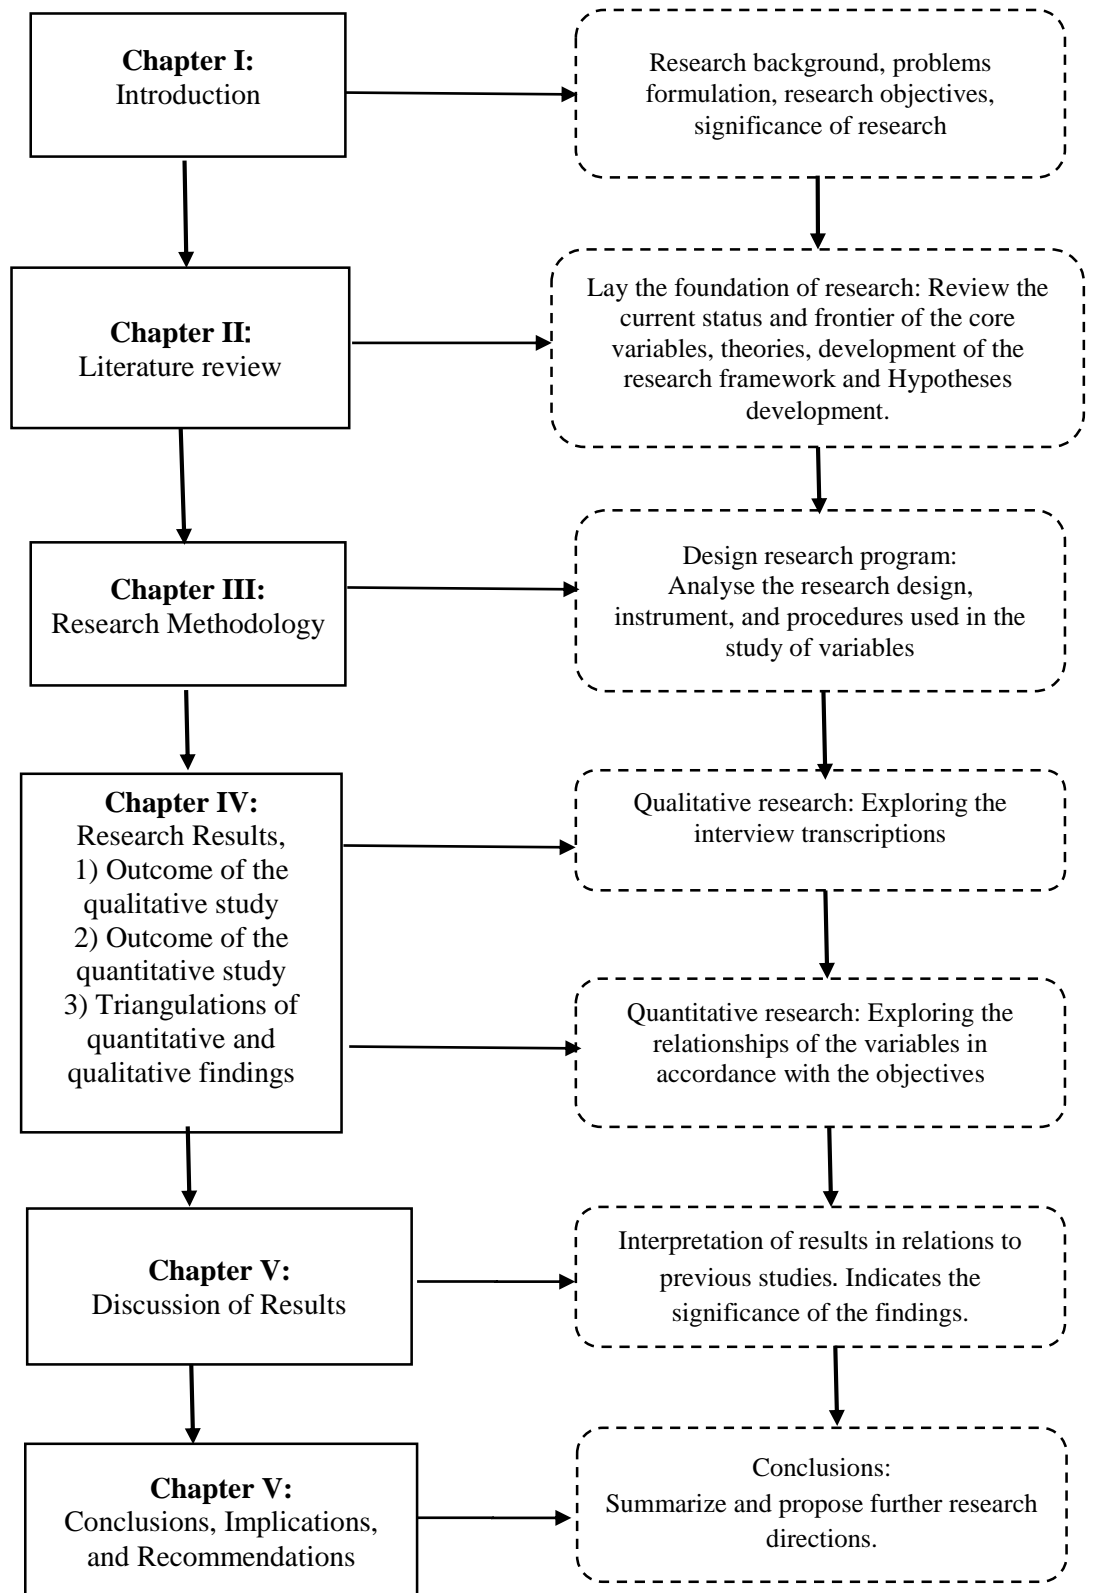 Chapter I:
Introduction
Research background, problems
formulation, research objectives,
significance of research
Chapter II:
Literature review
Lay the foundation of research: Review the
current status and frontier of the core
variables, theories, development of the
research framework and Hypotheses
development.
Chapter III:
Research Methodology
Design research program:
Analyse the research design,
instrument, and procedures used in the
study of variables
Chapter IV:
Research Results,
1) Outcome of the
qualitative study
2) Outcome of the
quantitative study
3) Triangulations of
quantitative and
qualitative findings
Qualitative research: Exploring the
interview transcriptions
Quantitative research: Exploring the
relationships of the variables in
accordance with the objectives
Chapter V:
Discussion of Results
Interpretation of results in relations to
previous studies. Indicates the
significance of the findings.
Chapter V:
Conclusions, Implications,
and Recommendations
Conclusions:
Summarize and propose further research
directions.